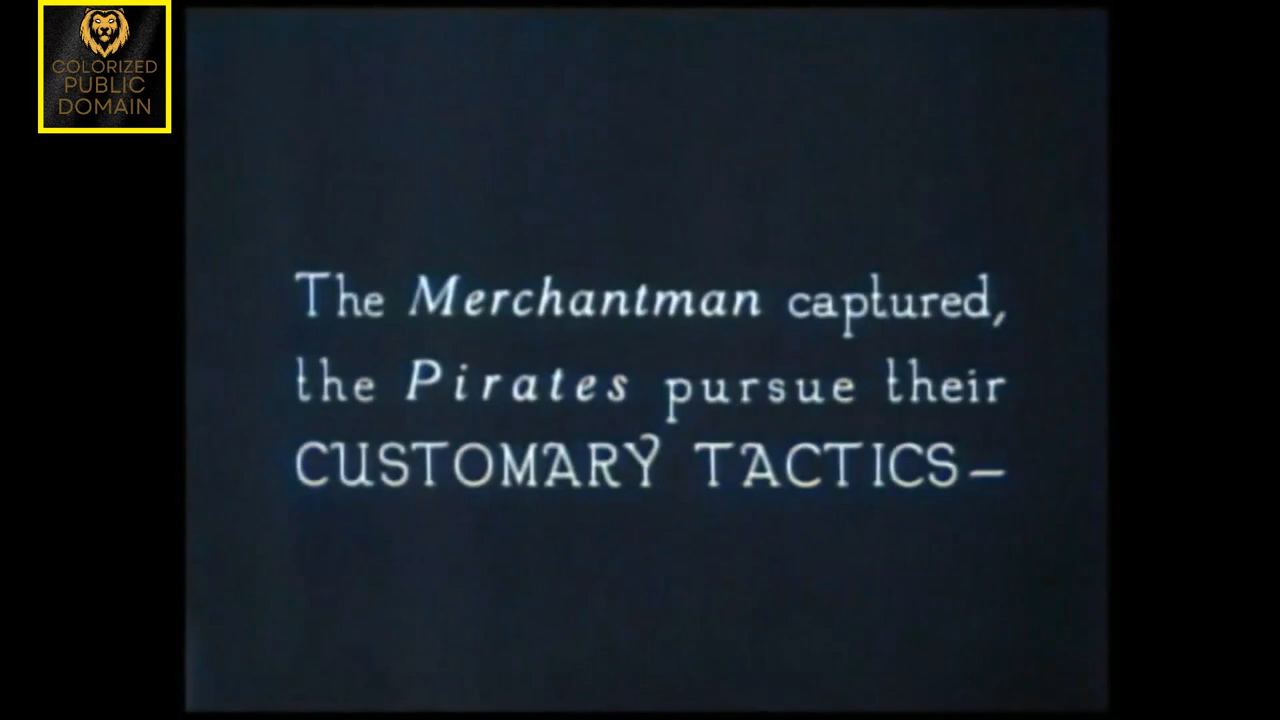 COLORIZED
PUBLIC
DOMAIN
The Merchantman captured,
the Pirates pursue their
CUSTOMARY TACTICS—